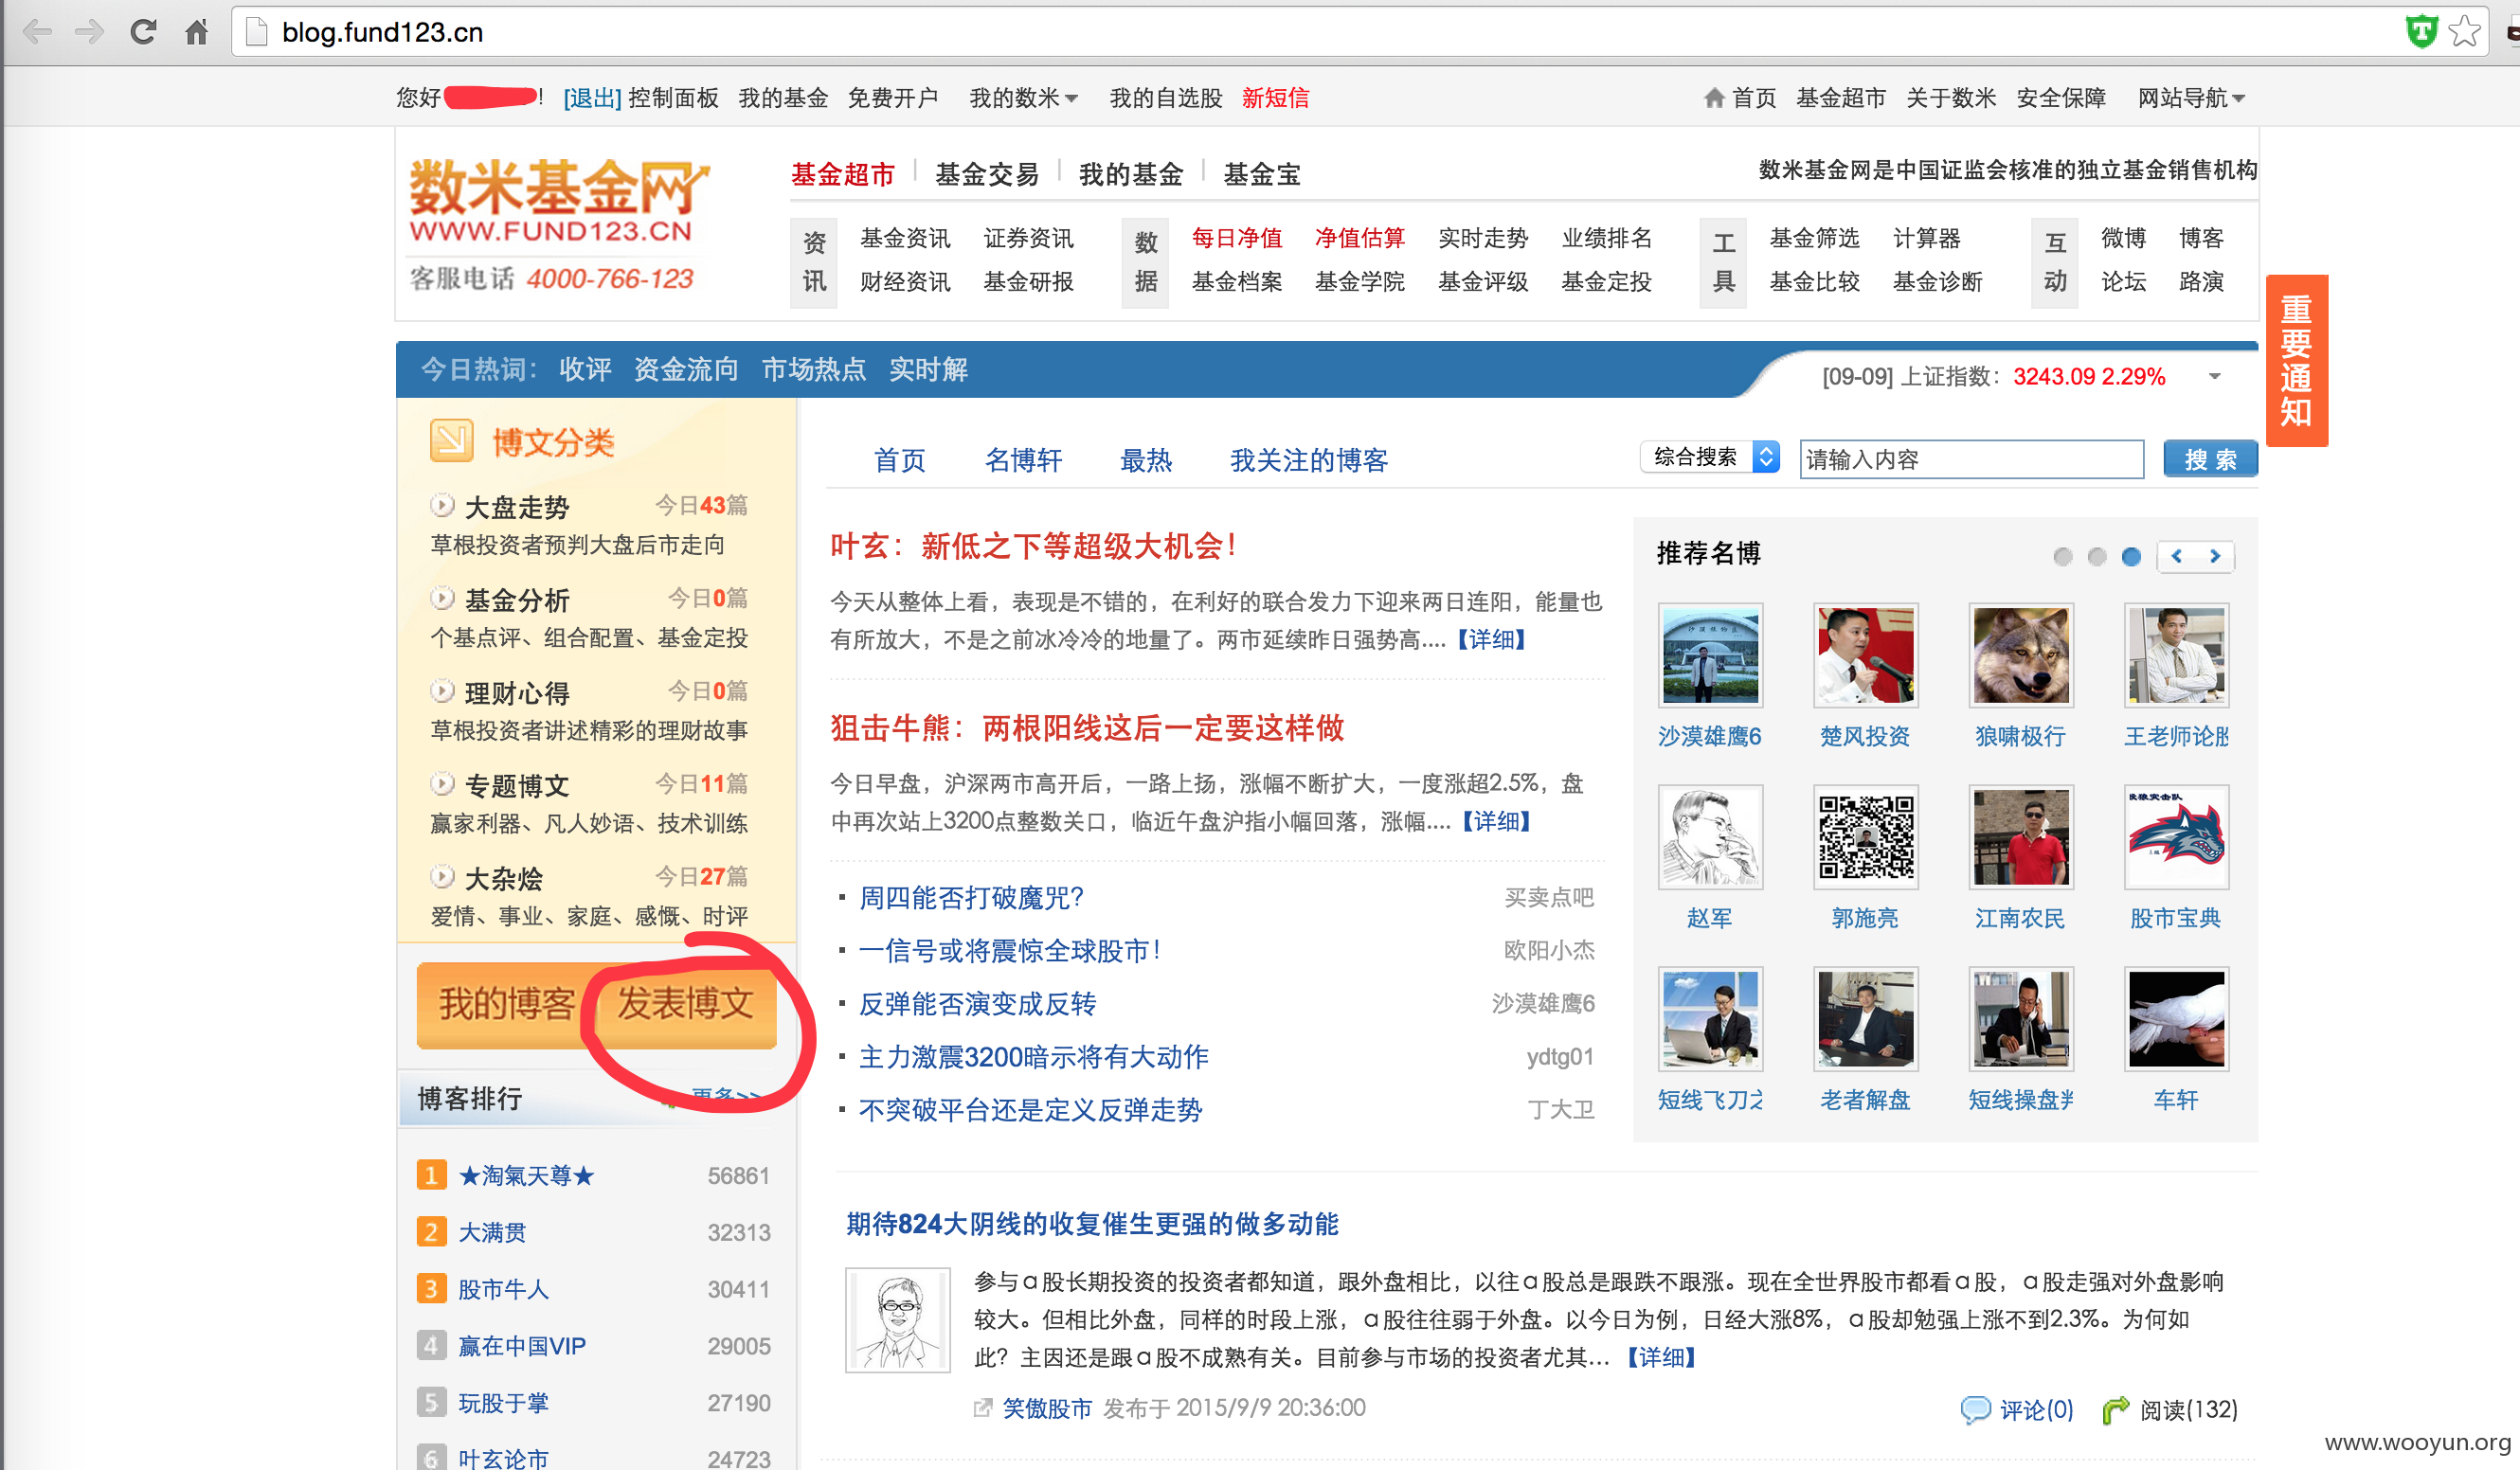 blog.fund123.cn
您好 ! [退出] 控制面板 我的基金 免费开户 我的数米 我的自选股 新短信 首页 基金超市 关于数米 安全保障 网站导航
数米基金网
WWW.FUND123.CN
客服电话 4000-766-123
基金超市 基金交易 我的基金 基金宝
数米基金网是中国证监会核准的独立基金销售机构
资讯 基金资讯 证券资讯 数据 每日净值 净值估算 实时走势 业绩排名 工具 基金筛选 计算器 互动 微博 博客
财经资讯 基金研报 基金档案 基金学院 基金评级 基金定投 基金比较 基金诊断 论坛 路演
重要通知
今日热词： 收评 资金流向 市场热点 实时解
[09-09] 上证指数： 3243.09 2.29%
博文分类
大盘走势 今日43篇
草根投资者预判大盘后市走向
基金分析 今日0篇
个基点评、组合配置、基金定投
理财心得 今日0篇
草根投资者讲述精彩的理财故事
专题博文 今日11篇
赢家利器、凡人妙语、技术训练
大杂烩 今日27篇
爱情、事业、家庭、感慨、时评
我的博客 发表博文
博客排行 更多>>
1 ★淘氣天尊★ 56861
2 大满贯 32313
3 股市牛人 30411
4 赢在中国VIP 29005
5 玩股于掌 27190
6 叶玄论市 24723
首页 名博轩 最热 我关注的博客
综合搜索 请输入内容 搜 索
叶玄：新低之下等超级大机会！
今天从整体上看，表现是不错的，在利好的联合发力下迎来两日连阳，能量也
有所放大，不是之前冰冷冷的地量了。两市延续昨日强势高....【详细】
狙击牛熊：两根阳线这后一定要这样做
今日早盘，沪深两市高开后，一路上扬，涨幅不断扩大，一度涨超2.5%，盘
中再次站上3200点整数关口，临近午盘沪指小幅回落，涨幅....【详细】
周四能否打破魔咒？ 买卖点吧
一信号或将震惊全球股市！ 欧阳小杰
反弹能否演变成反转 沙漠雄鹰6
主力激震3200暗示将有大动作 ydtg01
不突破平台还是定义反弹走势 丁大卫
推荐名博
沙漠雄鹰6 楚风投资 狼啸极行 王老师论股
赵军 郭施亮 江南农民 股市宝典
短线飞刀之 老者解盘 短线操盘 车轩
期待824大阴线的收复催生更强的做多动能
参与a股长期投资的投资者都知道，跟外盘相比，以往a股总是跟跌不跟涨。现在全世界股市都看a股，a股走强对外盘影响
较大。但相比外盘，同样的时段上涨，a股往往弱于外盘。以今日为例，日经大涨8%，a股却勉强上涨不到2.3%。为何如
此？主因还是跟a股不成熟有关。目前参与市场的投资者尤其... 【详细】
笑傲股市 发布于 2015/9/9 20:36:00
评论(0) 阅读(132)
www.wooyun.org